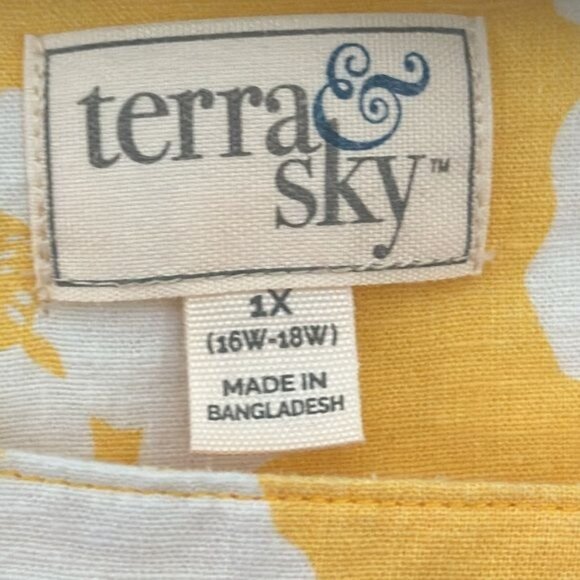 terra &
sky™
1X
(16W-18W)
MADE IN
BANGLADESH